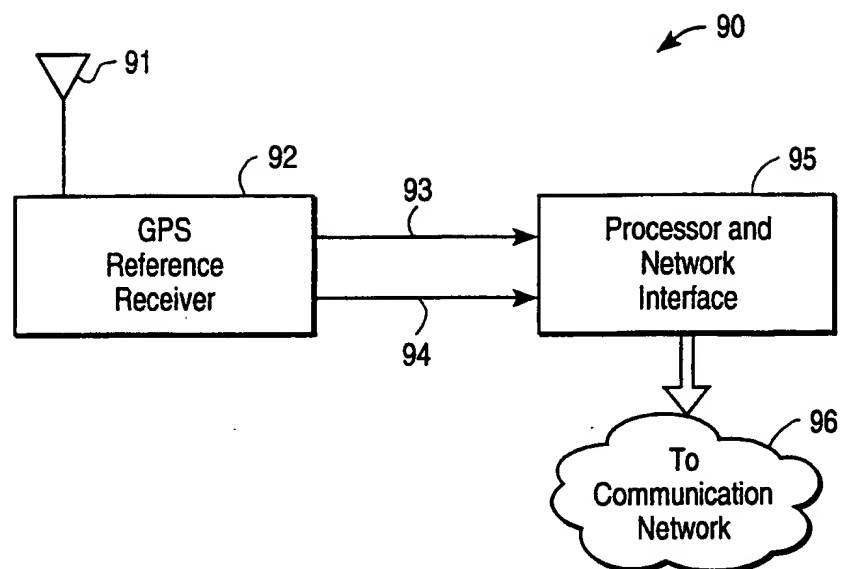 90
91
92
93
95
GPS
Reference
Receiver
Processor and
Network
Interface
94
96
To
Communication
Network